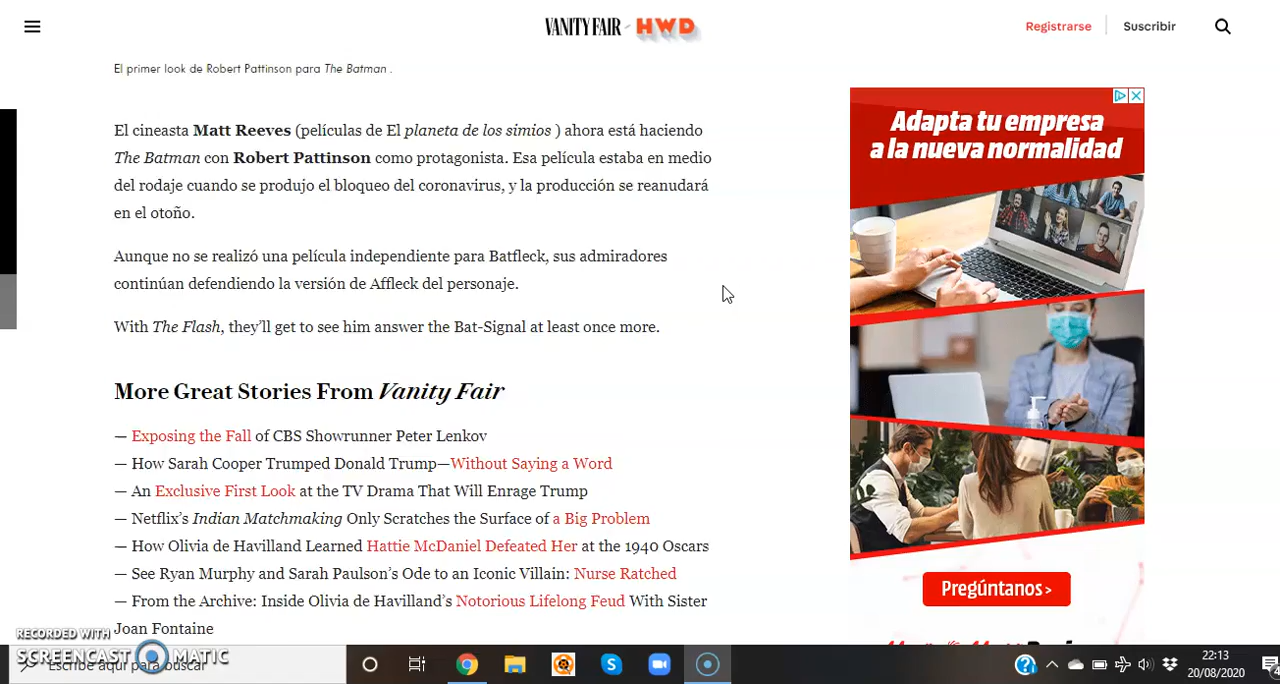 VANITY FAIR HWD
Registrarse
Suscribir
El primer look de Robert Pattinson para The Batman .
El cineasta Matt Reeves (películas de El planeta de los simios ) ahora está haciendo
The Batman con Robert Pattinson como protagonista. Esa película estaba en medio
del rodaje cuando se produjo el bloqueo del coronavirus, y la producción se reanudará
en el otoño.
Aunque no se realizó una película independiente para Batfleck, sus admiradores
continúan defendiendo la versión de Affleck del personaje.
With The Flash, they’ll get to see him answer the Bat-Signal at least once more.
More Great Stories From Vanity Fair
— Exposing the Fall of CBS Showrunner Peter Lenkov
— How Sarah Cooper Trumped Donald Trump—Without Saying a Word
— An Exclusive First Look at the TV Drama That Will Enrage Trump
— Netflix’s Indian Matchmaking Only Scratches the Surface of a Big Problem
— How Olivia de Havilland Learned Hattie McDaniel Defeated Her at the 1940 Oscars
— See Ryan Murphy and Sarah Paulson’s Ode to an Iconic Villain: Nurse Ratched
— From the Archive: Inside Olivia de Havilland’s Notorious Lifelong Feud With Sister
Joan Fontaine
Adapta tu empresa
a la nueva normalidad
Pregúntanos >
RECORDED WITH
SCREENCAST MATIC
Escribe aquí para buscar
22:13
20/08/2020